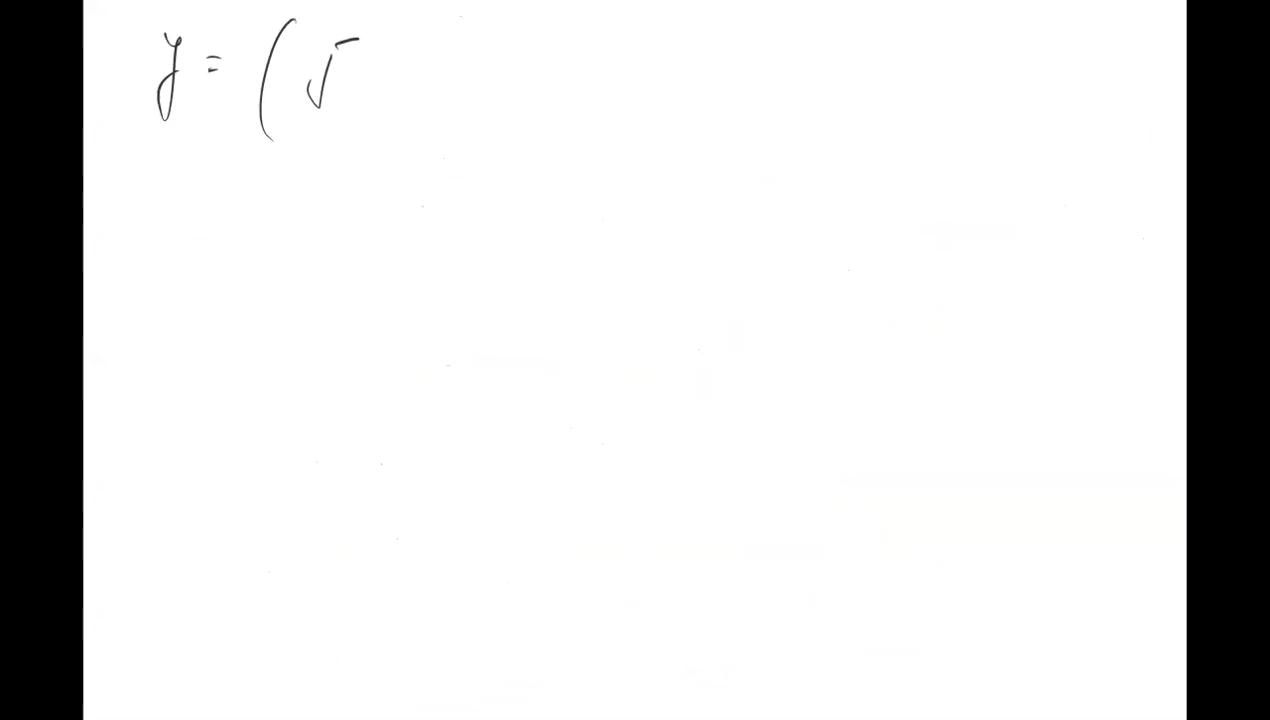 y = ( √